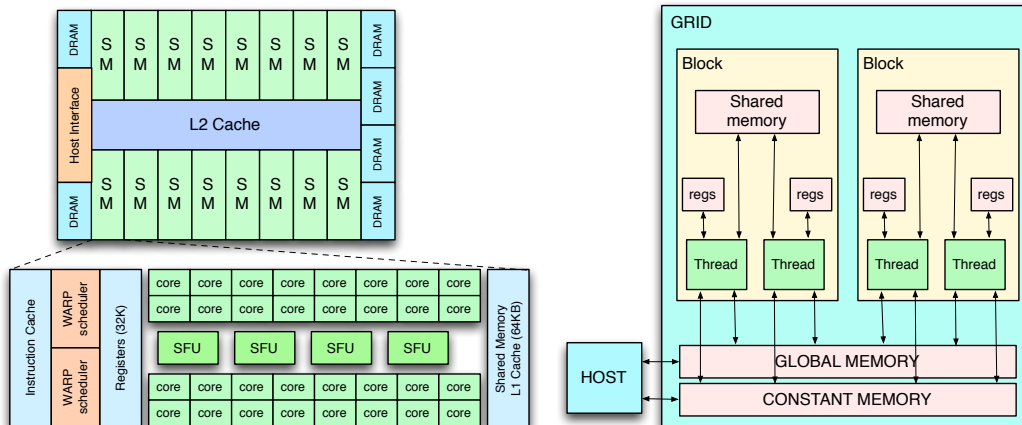 DRAM
S M
S M
S M
S M
S M
S M
S M
S M
DRAM
Host Interface
L2 Cache
DRAM
DRAM
DRAM
S M
S M
S M
S M
S M
S M
S M
S M
DRAM
Instruction Cache
WARP
scheduler
WARP
scheduler
Registers (32K)
core core core core core core core core
core core core core core core core core
SFU SFU SFU SFU
core core core core core core core core
core core core core core core core core
Shared Memory
L1 Cache (64KB)
GRID
Block
Shared
memory
regs
regs
Thread
Thread
Block
Shared
memory
regs
regs
Thread
Thread
HOST
GLOBAL MEMORY
CONSTANT MEMORY